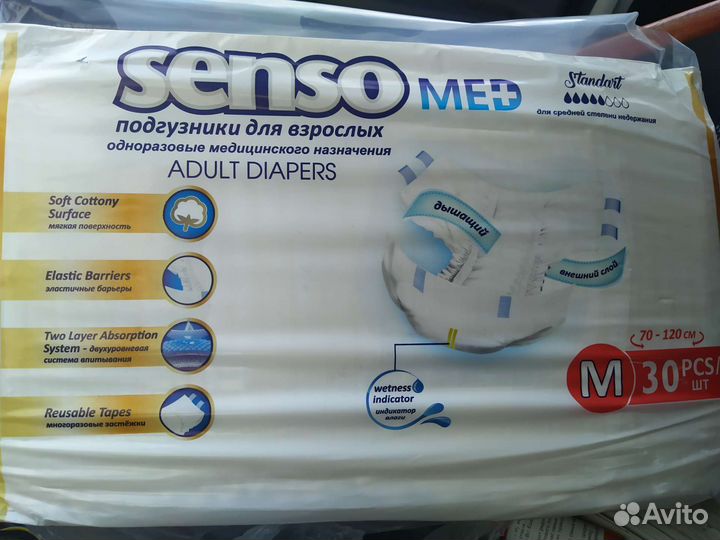 senso MED
Standart
для средней степени недержания
подгузники для взрослых
одноразовые медицинского назначения
ADULT DIAPERS
Soft Cottony
Surface
мягкая поверхность
Elastic Barriers
эластичные барьеры
Two Layer Absorption
System - двухуровневая
система впитывания
Reusable Tapes
многоразовые застёжки
дышащий
внешний слой
wetness
indicator
индикатор
влаги
70 - 120 см
M 30 PCS/
шт
Avito